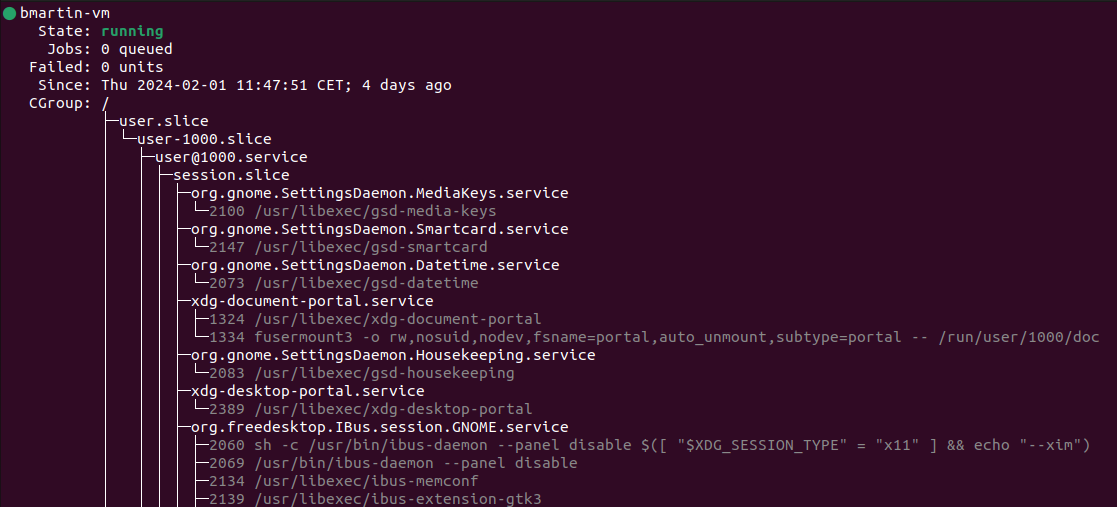 bmartin-vm
State: running
Jobs: 0 queued
Failed: 0 units
Since: Thu 2024-02-01 11:47:51 CET; 4 days ago
CGroup: /
├─user.slice
└─user-1000.slice
├─user@1000.service
├─session.slice
├─org.gnome.SettingsDaemon.MediaKeys.service
└─2100 /usr/libexec/gsd-media-keys
├─org.gnome.SettingsDaemon.Smartcard.service
└─2147 /usr/libexec/gsd-smartcard
├─org.gnome.SettingsDaemon.Datetime.service
└─2073 /usr/libexec/gsd-datetime
├─xdg-document-portal.service
├─1324 /usr/libexec/xdg-document-portal
└─1334 fusermount3 -o rw,nosuid,nodev,fsname=portal,auto_unmount,subtype=portal -- /run/user/1000/doc
├─org.gnome.SettingsDaemon.Housekeeping.service
└─2083 /usr/libexec/gsd-housekeeping
├─xdg-desktop-portal.service
└─2389 /usr/libexec/xdg-desktop-portal
├─org.freedesktop.IBus.session.GNOME.service
├─2060 sh -c /usr/bin/ibus-daemon --panel disable $([ "$XDG_SESSION_TYPE" = "x11" ] && echo "--xim")
├─2069 /usr/bin/ibus-daemon --panel disable
├─2134 /usr/libexec/ibus-memconf
├─2139 /usr/libexec/ibus-extension-gtk3